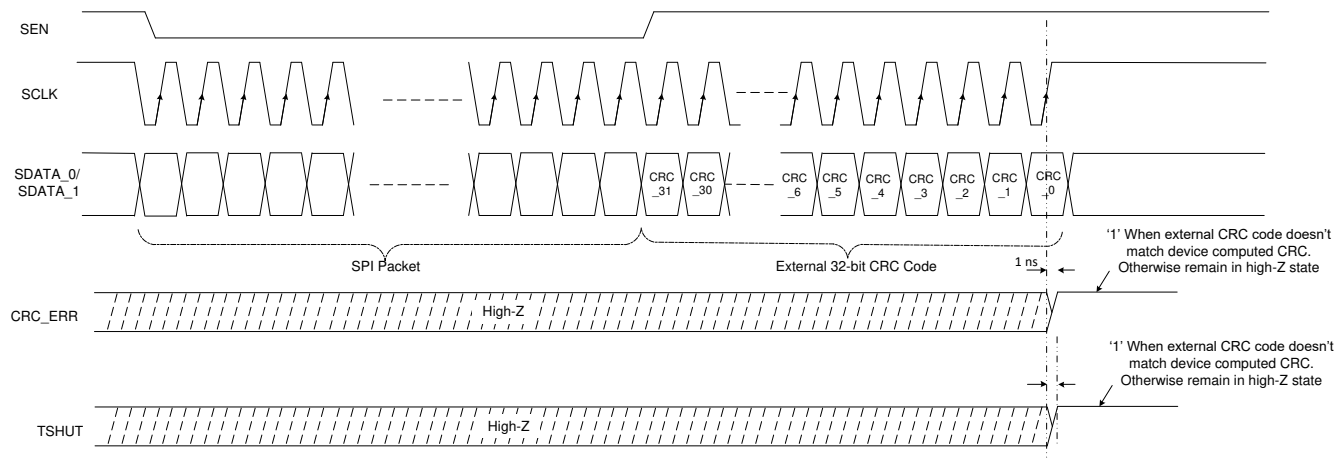 SEN
SCLK
SDATA_0/
SDATA_1
CRC
_31
CRC
_30
CRC
_6
CRC
_5
CRC
_4
CRC
_3
CRC
_2
CRC
_1
CRC
_0
SPI Packet
External 32-bit CRC Code
1 ns
'1' When external CRC code doesn't
match device computed CRC.
Otherwise remain in high-Z state
CRC_ERR
High-Z
'1' When external CRC code doesn't
match device computed CRC.
Otherwise remain in high-Z state
TSHUT
High-Z